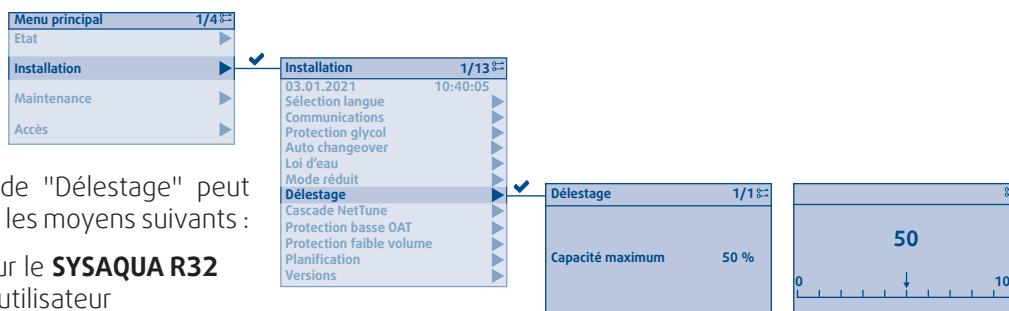 Menu principal 1/4
Etat
Installation
Maintenance
Accès
Installation 1/13
03.01.2021 10:40:05
Sélection langue
Communications
Protection glycol
Auto changeover
Loi d'eau
Mode réduit
Délestage
Cascade NetTune
Protection basse OAT
Protection faible volume
Planification
Versions
de "Délestage" peut
les moyens suivants :
ur le SYSAQUA R32
utilisateur
Délestage 1/1
Capacité maximum 50 %
50
0 10